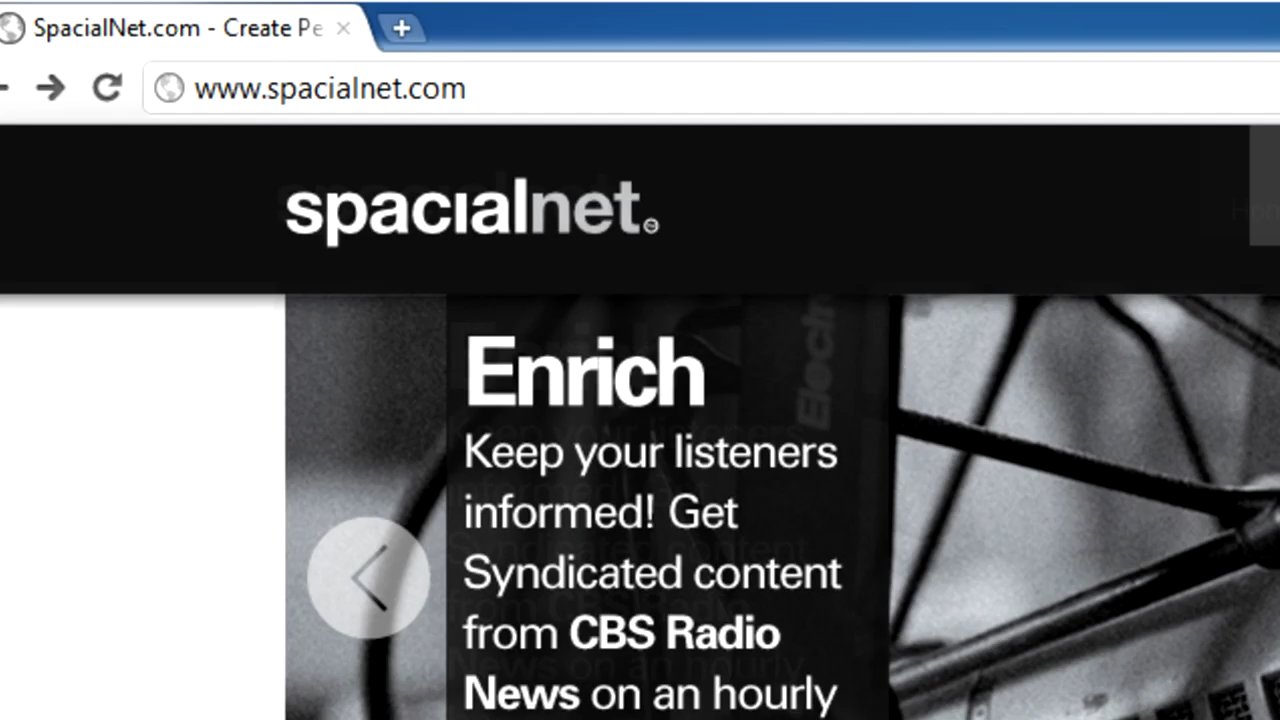 SpacialNet.com - Create Pe
www.spacialnet.com
spacialnet.
Enrich
Electr
Keep your listeners
informed! Get
Syndicated content
from CBS Radio
News on an hourly